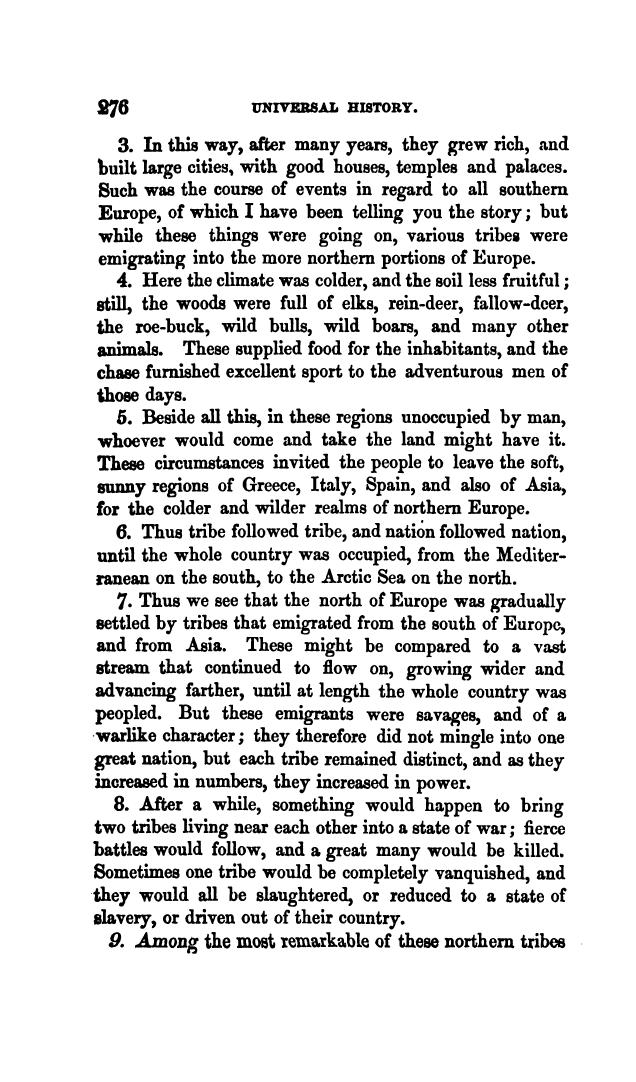 276 UNIVERSAL HISTORY.
3. In this way, after many years, they grew rich, and
built large cities, with good houses, temples and palaces.
Such was the course of events in regard to all southern
Europe, of which I have been telling you the story; but
while these things were going on, various tribes were
emigrating into the more northern portions of Europe.
4. Here the climate was colder, and the soil less fruitful;
still, the woods were full of elks, rein-deer, fallow-deer,
the roe-buck, wild bulls, wild boars, and many other
animals. These supplied food for the inhabitants, and the
chase furnished excellent sport to the adventurous men of
those days.
5. Beside all this, in these regions unoccupied by man,
whoever would come and take the land might have it.
These circumstances invited the people to leave the soft,
sunny regions of Greece, Italy, Spain, and also of Asia,
for the colder and wilder realms of northern Europe.
6. Thus tribe followed tribe, and nation followed nation,
until the whole country was occupied, from the Mediter-
ranean on the south, to the Arctic Sea on the north.
7. Thus we see that the north of Europe was gradually
settled by tribes that emigrated from the south of Europe,
and from Asia. These might be compared to a vast
stream that continued to flow on, growing wider and
advancing farther, until at length the whole country was
peopled. But these emigrants were savages, and of a
warlike character; they therefore did not mingle into one
great nation, but each tribe remained distinct, and as they
increased in numbers, they increased in power.
8. After a while, something would happen to bring
two tribes living near each other into a state of war; fierce
battles would follow, and a great many would be killed.
Sometimes one tribe would be completely vanquished, and
they would all be slaughtered, or reduced to a state of
slavery, or driven out of their country.
9. Among the most remarkable of these northern tribes